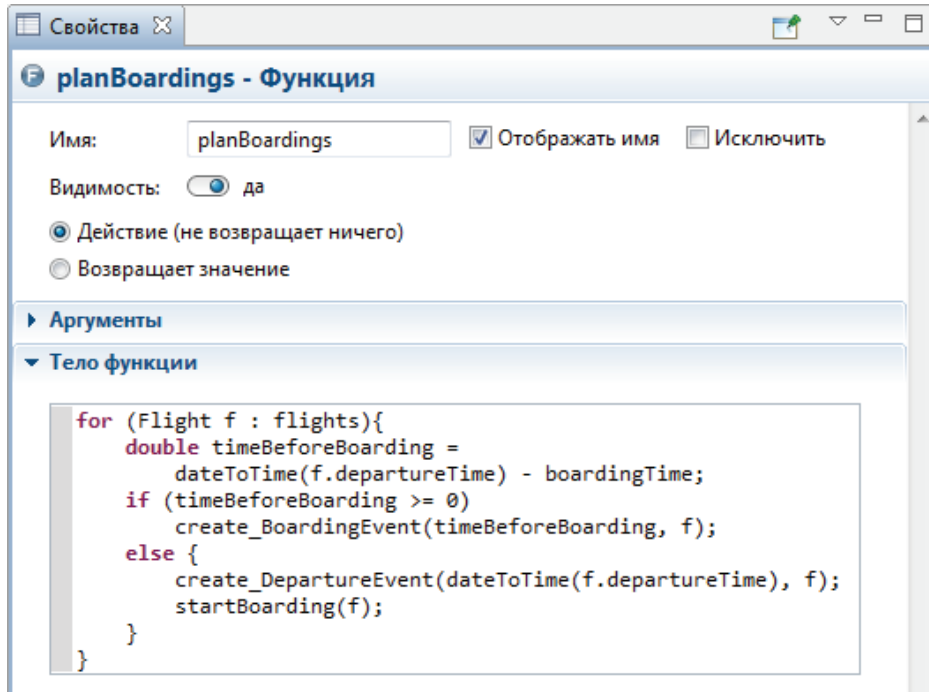 Свойства
planBoardings - Функция
Имя: planBoardings Отображать имя Исключить
Видимость: да
Действие (не возвращает ничего)
Возвращает значение
Аргументы
Тело функции
for (Flight f : flights){
    double timeBeforeBoarding =
        dateToTime(f.departureTime) - boardingTime;
    if (timeBeforeBoarding >= 0)
        create_BoardingEvent(timeBeforeBoarding, f);
    else {
        create_DepartureEvent(dateToTime(f.departureTime), f);
        startBoarding(f);
    }
}